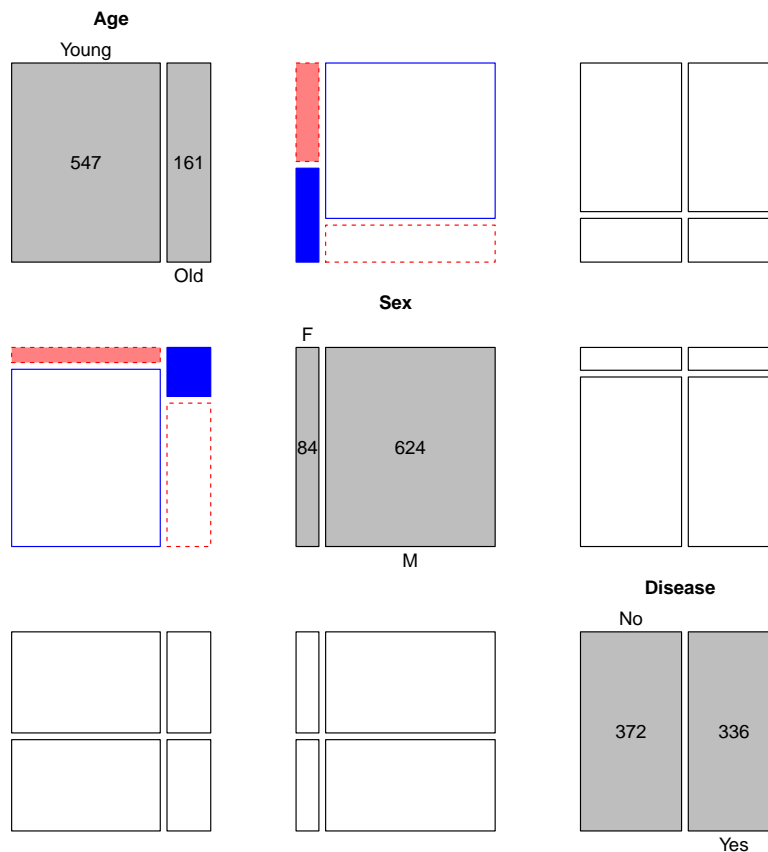 Age
Young
547
161
Old
Sex
F
84
624
M
Disease
No
372
336
Yes